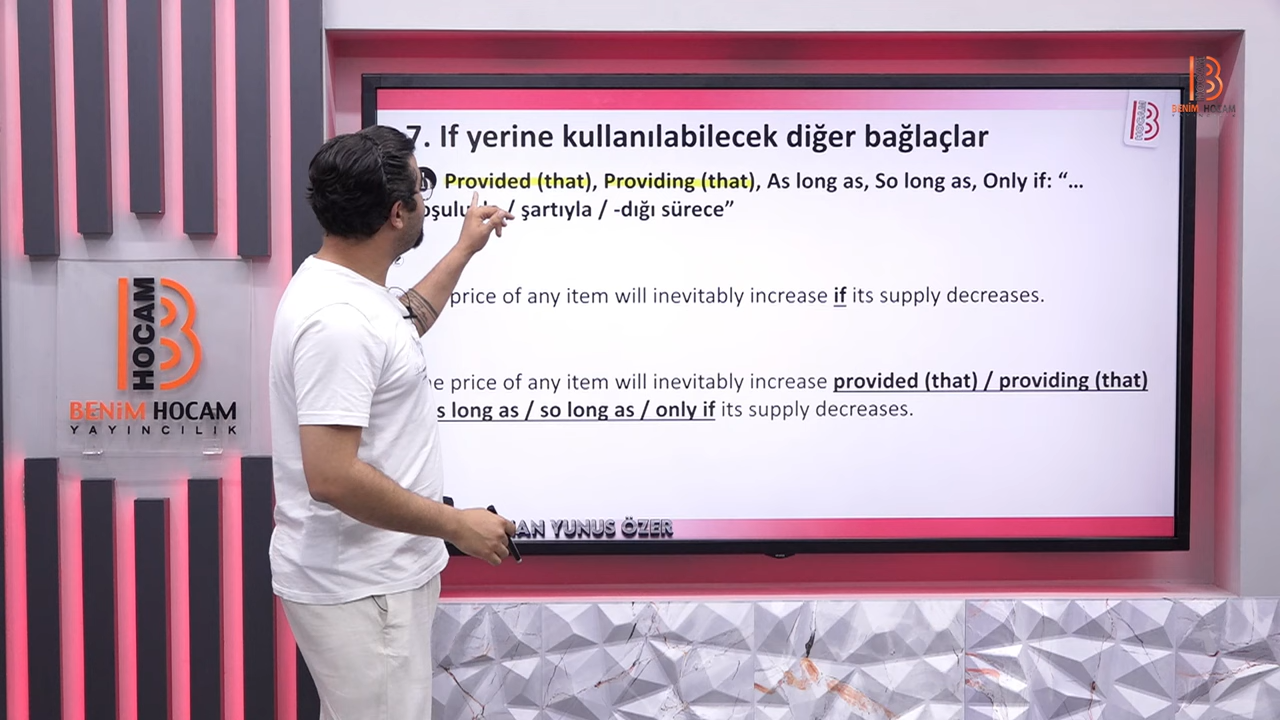 7. If yerine kullanılabilecek diğer bağlaçlar
Provided (that), Providing (that), As long as, So long as, Only if: “...
/ şartıyla / -dığı sürece”
price of any item will inevitably increase if its supply decreases.
price of any item will inevitably increase provided (that) / providing (that)
long as / so long as / only if its supply decreases.
YUNUS ÖZER
HOCAM
BENiM HOCAM
YAYINCILIK
BENiM HOCAM